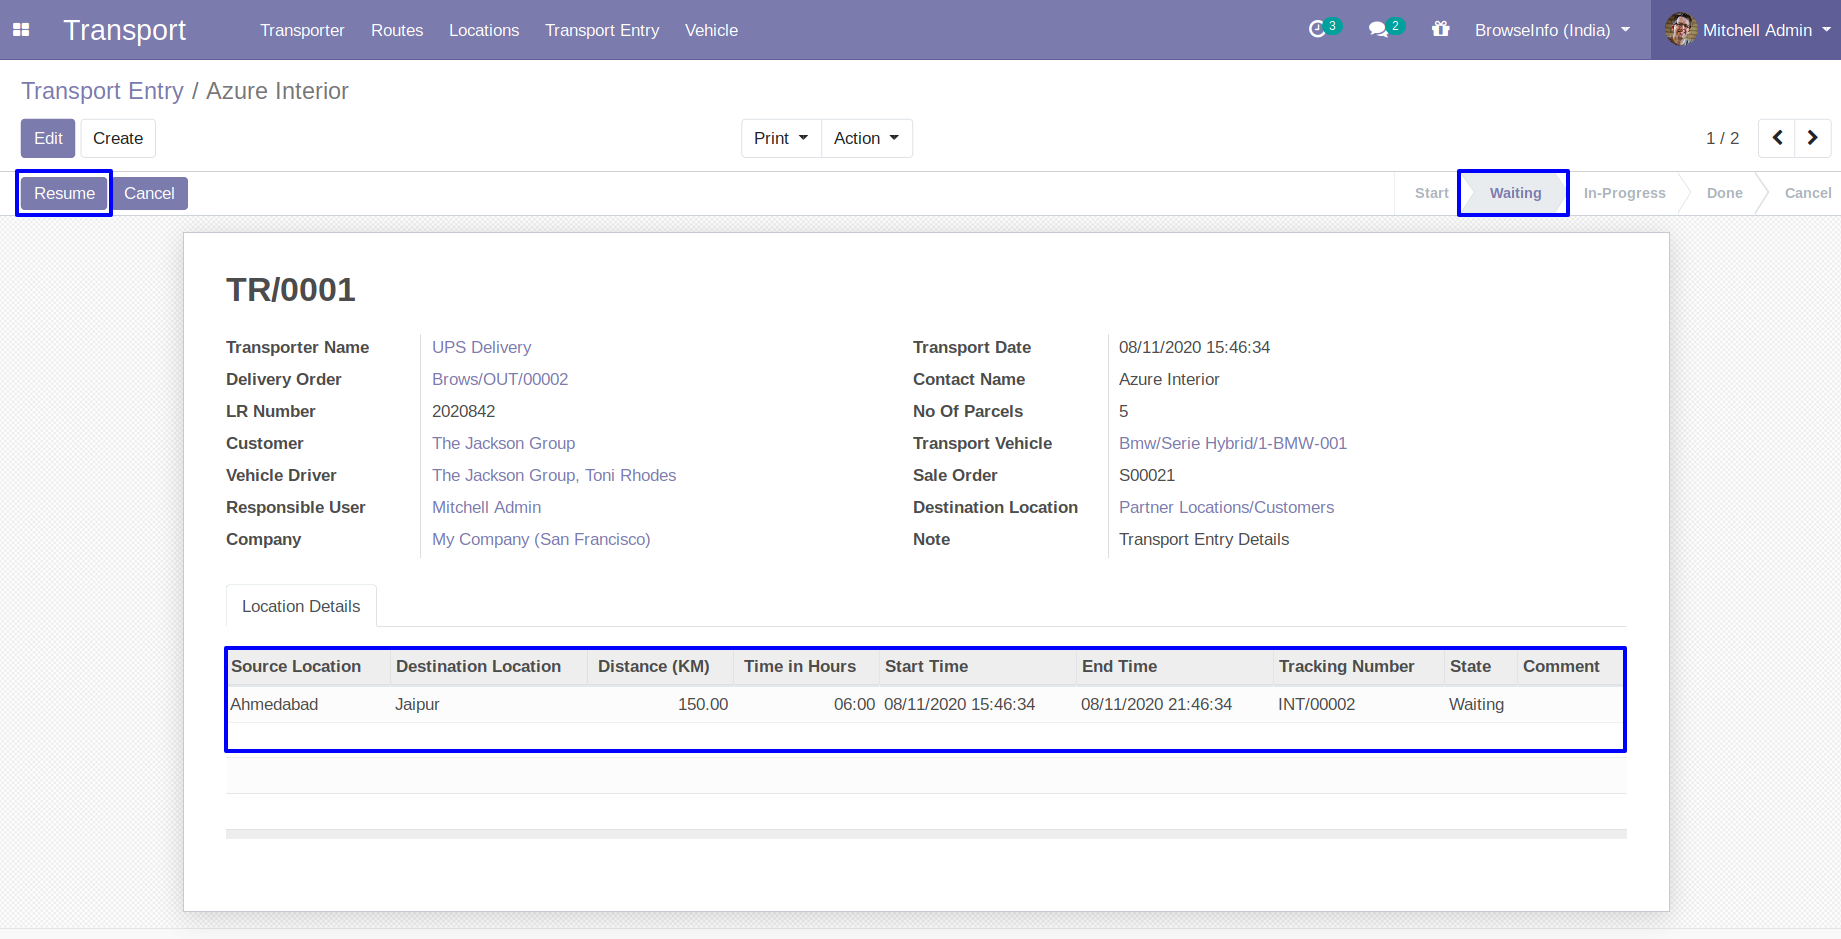 Transport Transporter Routes Locations Transport Entry Vehicle 3 2 BrowseInfo (India) Mitchell Admin
Transport Entry / Azure Interior
Edit Create Print Action 1 / 2
Resume Cancel Start Waiting In-Progress Done Cancel
TR/0001
Transporter Name UPS Delivery Transport Date 08/11/2020 15:46:34
Delivery Order Brows/OUT/00002 Contact Name Azure Interior
LR Number 2020842 No Of Parcels 5
Customer The Jackson Group Transport Vehicle Bmw/Serie Hybrid/1-BMW-001
Vehicle Driver The Jackson Group, Toni Rhodes Sale Order S00021
Responsible User Mitchell Admin Destination Location Partner Locations/Customers
Company My Company (San Francisco) Note Transport Entry Details
Location Details
Source Location Destination Location Distance (KM) Time in Hours Start Time End Time Tracking Number State Comment
Ahmedabad Jaipur 150.00 06:00 08/11/2020 15:46:34 08/11/2020 21:46:34 INT/00002 Waiting